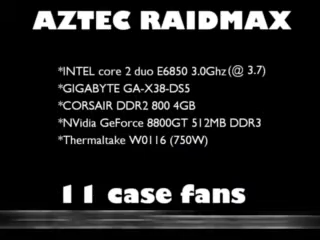 AZTEC RAIDMAX
*INTEL core 2 duo E6850 3.0Ghz (@ 3.7)
*GIGABYTE GA-X38-DS5
*CORSAIR DDR2 800 4GB
*NVidia GeForce 8800GT 512MB DDR3
*Thermaltake W0116 (750W)
11 case fans